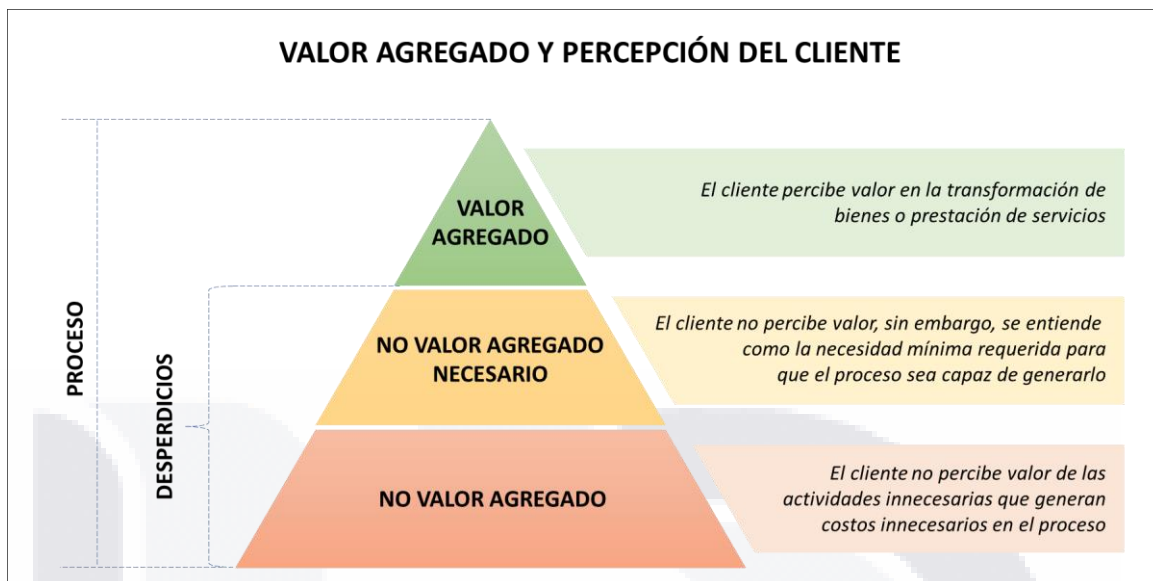 VALOR AGREGADO Y PERCEPCIÓN DEL CLIENTE
PROCESO
DESPERDICIOS
VALOR
AGREGADO
El cliente percibe valor en la transformación de
bienes o prestación de servicios
NO VALOR AGREGADO
NECESARIO
El cliente no percibe valor, sin embargo, se entiende
como la necesidad mínima requerida para
que el proceso sea capaz de generarlo
NO VALOR AGREGADO
El cliente no percibe valor de las
actividades innecesarias que generan
costos innecesarios en el proceso